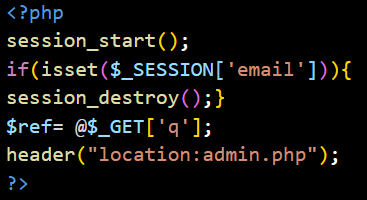 <?php
session_start();
if(isset($_SESSION['email'])){
session_destroy();}
$ref= @$_GET['q'];
header("location:admin.php");
?>